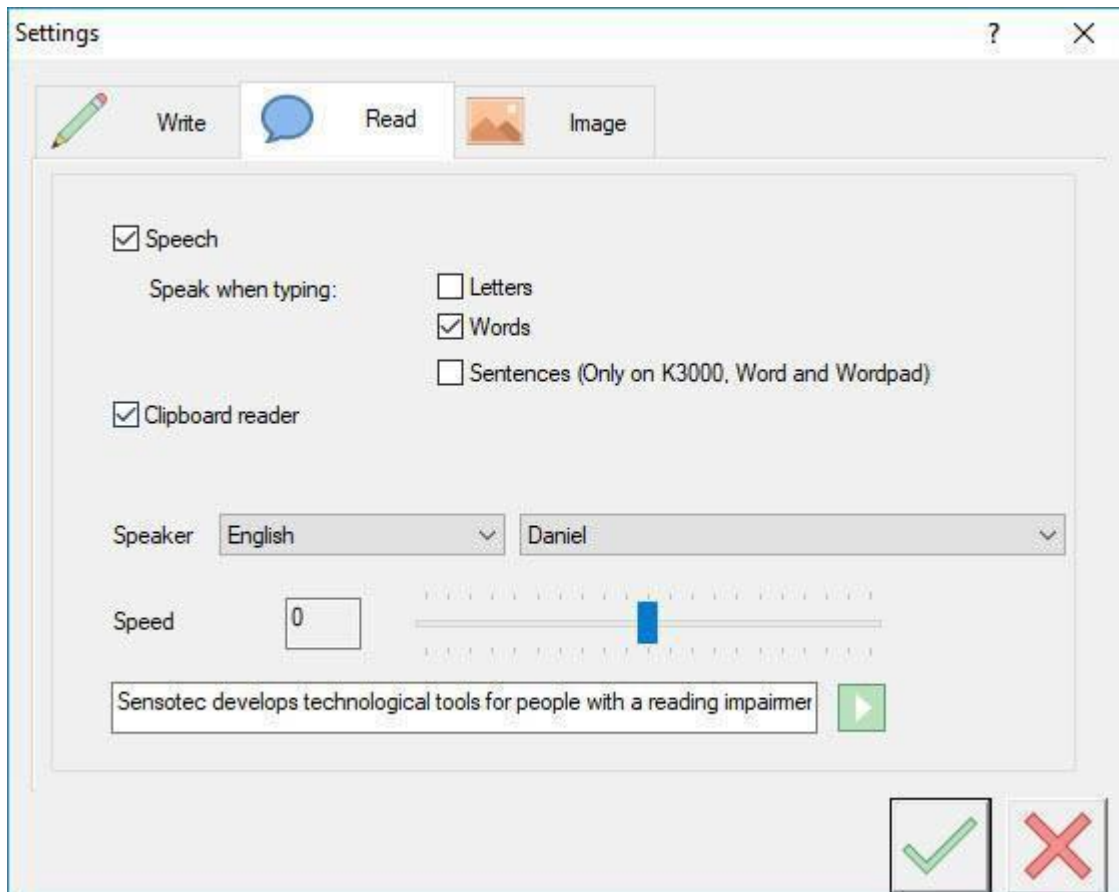 Settings ?
Write Read Image
Speech
Speak when typing: Letters
Words
Sentences (Only on K3000, Word and Wordpad)
Clipboard reader
Speaker English Daniel
Speed 0
Sensotec develops technological tools for people with a reading impairmer